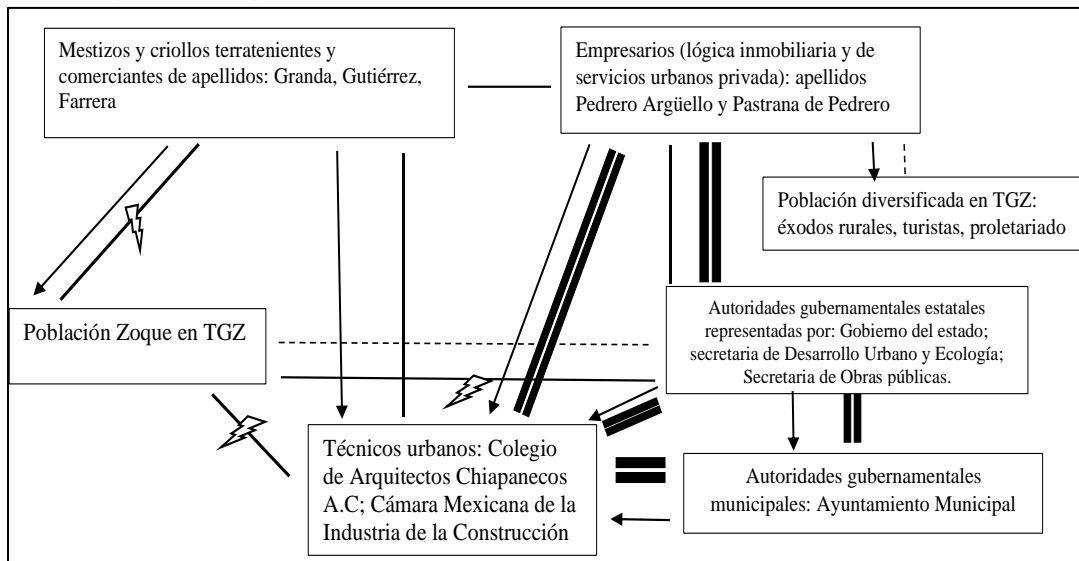 Mestizos y criollos terratenientes y
comerciantes de apellidos: Granda, Gutiérrez,
Farrera
Empresarios (lógica inmobiliaria y de
servicios urbanos privada): apellidos
Pedrero Argüello y Pastrana de Pedrero
Población diversificada en TGZ:
éxodos rurales, turistas, proletariado
Población Zoque en TGZ
Autoridades gubernamentales estatales
representadas por: Gobierno del estado;
secretaria de Desarrollo Urbano y Ecología;
Secretaria de Obras públicas.
Técnicos urbanos: Colegio
de Arquitectos Chiapanecos
A.C; Cámara Mexicana de la
Industria de la Construcción
Autoridades gubernamentales
municipales: Ayuntamiento Municipal